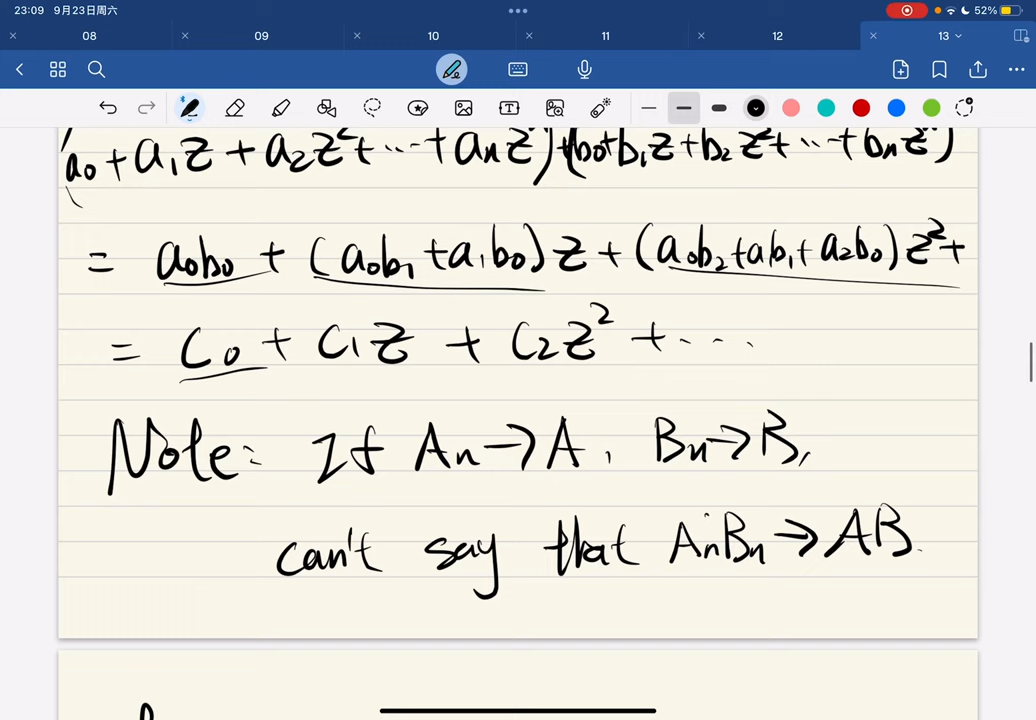 23:09 9月23日周六 52%
08 09 10 11 12 13
a₀ + a₁z + a₂z² + ... + aₙzⁿ)(b₀+b₁z+b₂z²+ ... + bₙzⁿ)
= a₀b₀ + (a₀b₁ + a₁b₀)z + (a₀b₂+a₁b₁+a₂b₀)z² +
= C₀ + C₁z + C₂z² + ...
Note: If Aₙ→A, Bₙ→B,
can't say that AₙBₙ→AB.